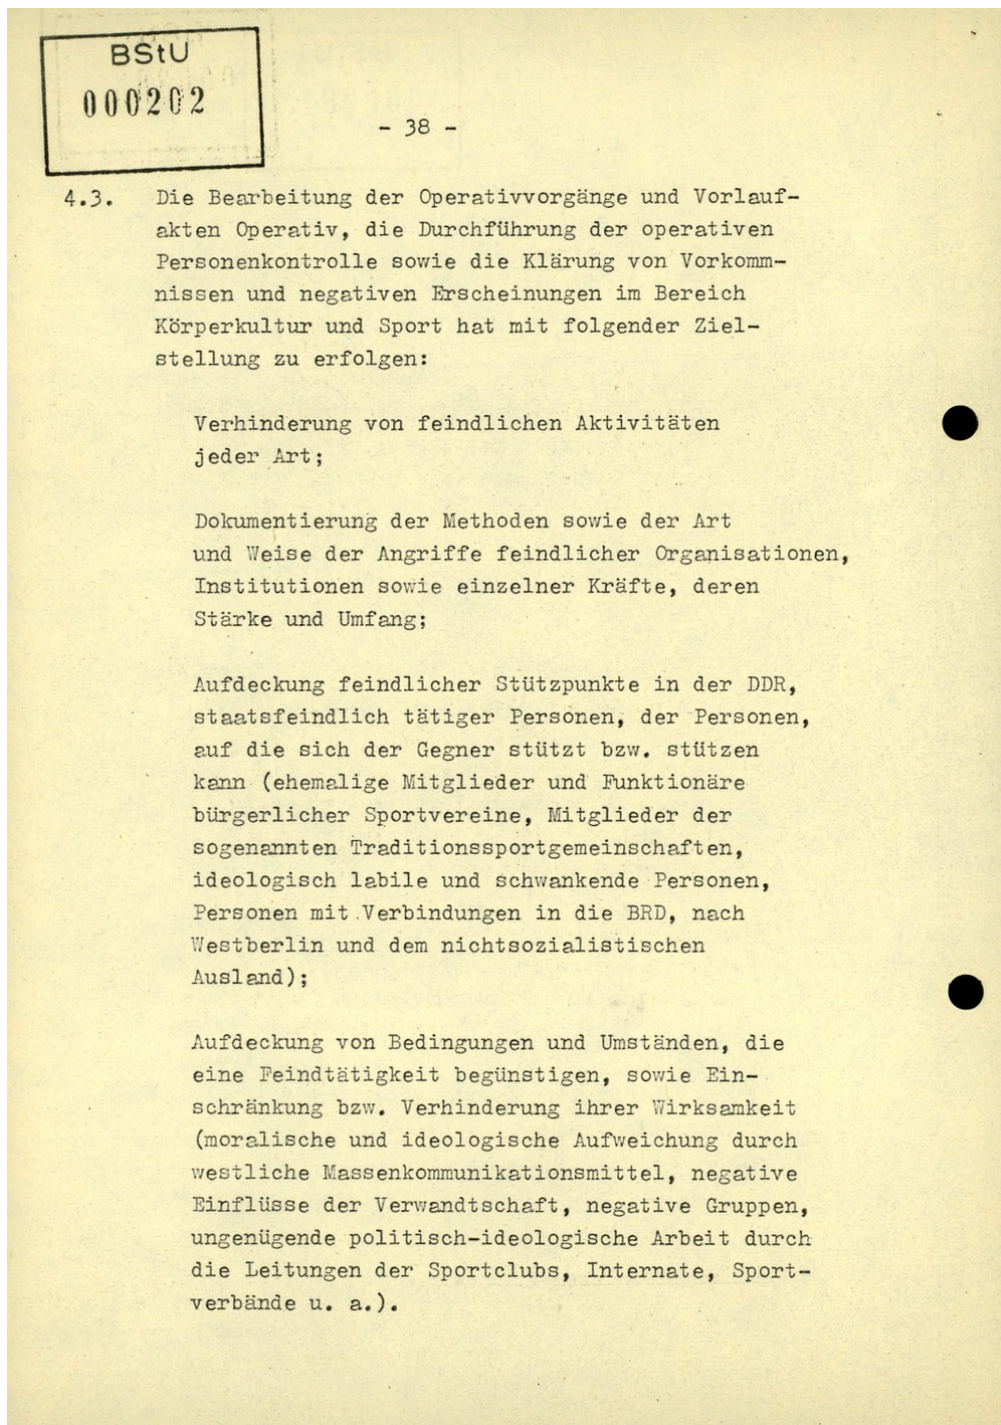 BStU
000202
- 38 -
4.3. Die Bearbeitung der Operativvorgänge und Vorlauf-
akten Operativ, die Durchführung der operativen
Personenkontrolle sowie die Klärung von Vorkomm-
nissen und negativen Erscheinungen im Bereich
Körperkultur und Sport hat mit folgender Ziel-
stellung zu erfolgen:
Verhinderung von feindlichen Aktivitäten
jeder Art;
Dokumentierung der Methoden sowie der Art
und Weise der Angriffe feindlicher Organisationen,
Institutionen sowie einzelner Kräfte, deren
Stärke und Umfang;
Aufdeckung feindlicher Stützpunkte in der DDR,
staatsfeindlich tätiger Personen, der Personen,
auf die sich der Gegner stützt bzw. stützen
kann (ehemalige Mitglieder und Funktionäre
bürgerlicher Sportvereine, Mitglieder der
sogenannten Traditionssportgemeinschaften,
ideologisch labile und schwankende Personen,
Personen mit Verbindungen in die BRD, nach
Westberlin und dem nichtsozialistischen
Ausland);
Aufdeckung von Bedingungen und Umständen, die
eine Feindtätigkeit begünstigen, sowie Ein-
schränkung bzw. Verhinderung ihrer Wirksamkeit
(moralische und ideologische Aufweichung durch
westliche Massenkommunikationsmittel, negative
Einflüsse der Verwandtschaft, negative Gruppen,
ungenügende politisch-ideologische Arbeit durch
die Leitungen der Sportclubs, Internate, Sport-
verbände u. a.).